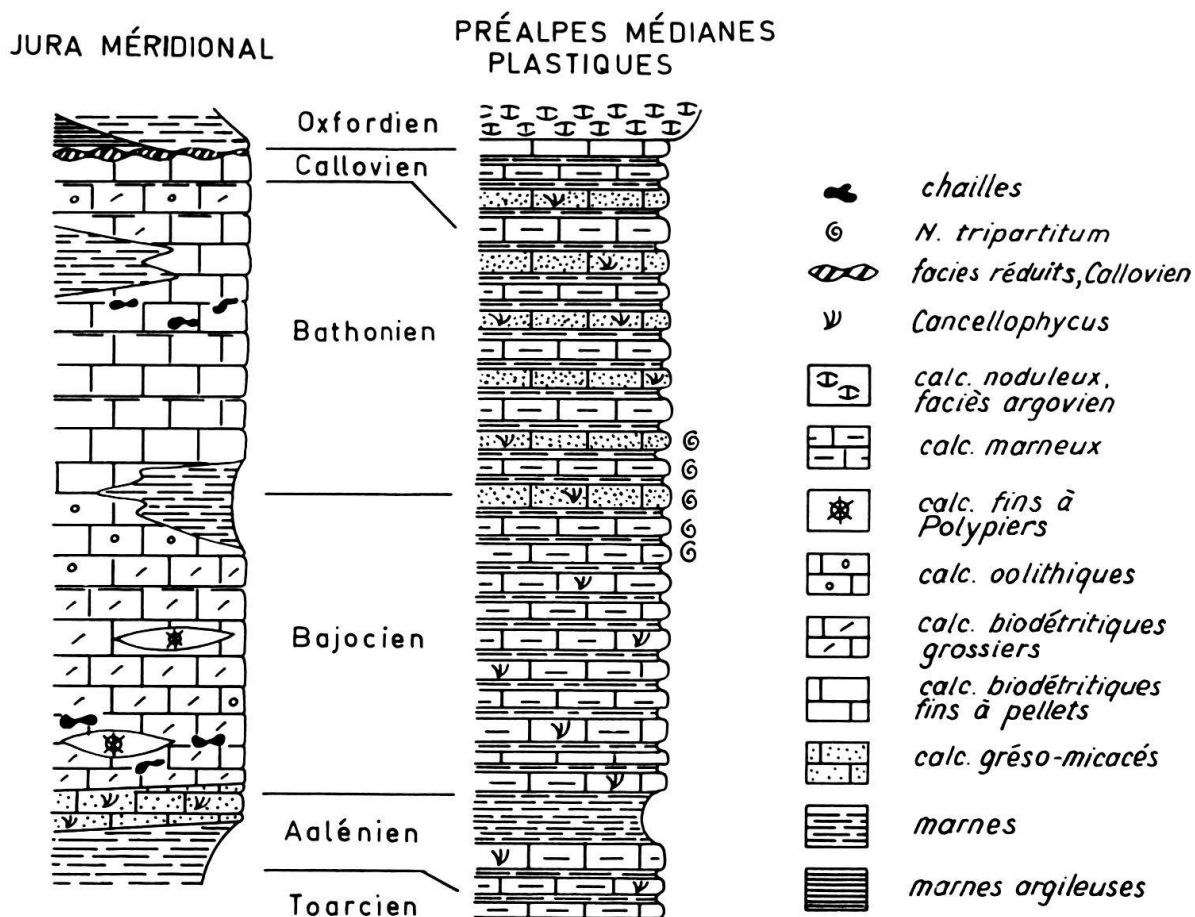 JURA MÉRIDIONAL
PRÉALPES MÉDIANES
PLASTIQUES
Oxfordien
Callovien
Bathonien
Bajocien
Aalénien
Toarcien
chailles
N. tripartitum
facies réduits, Callovien
Cancellophycus
calc. noduleux,
faciès argovien
calc. marneux
calc. fins à
Polypiers
calc. oolithiques
calc. biodétritiques
grossiers
calc. biodétritiques
fins à pellets
calc. gréso-micacés
marnes
marnes argileuses